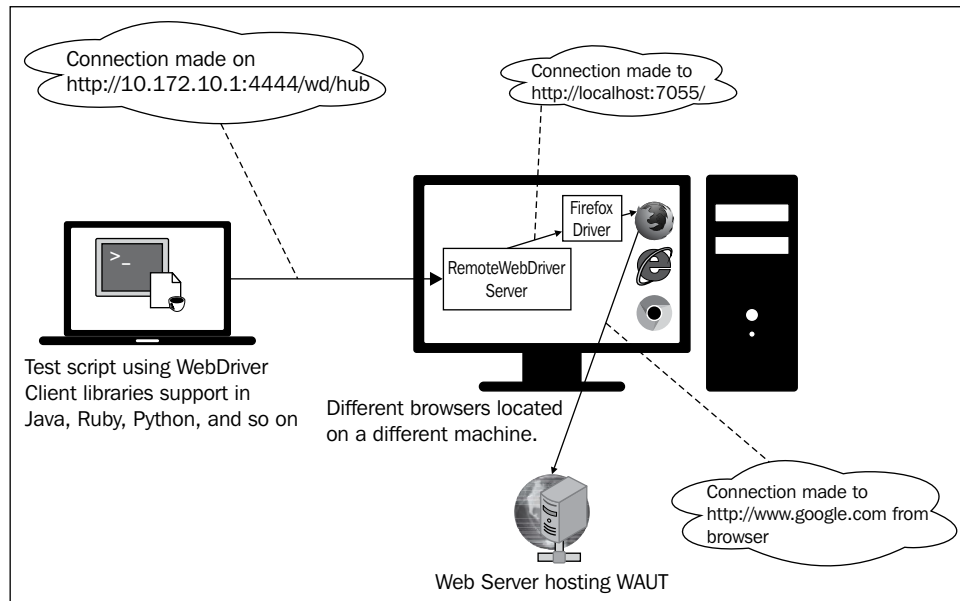 Connection made on
http://10.172.10.1:4444/wd/hub
Connection made to
http://localhost:7055/
Firefox
Driver
RemoteWebDriver
Server
>_
Test script using WebDriver
Client libraries support in
Java, Ruby, Python, and so on
Different browsers located
on a different machine.
Connection made to
http://www.google.com from
browser
Web Server hosting WAUT